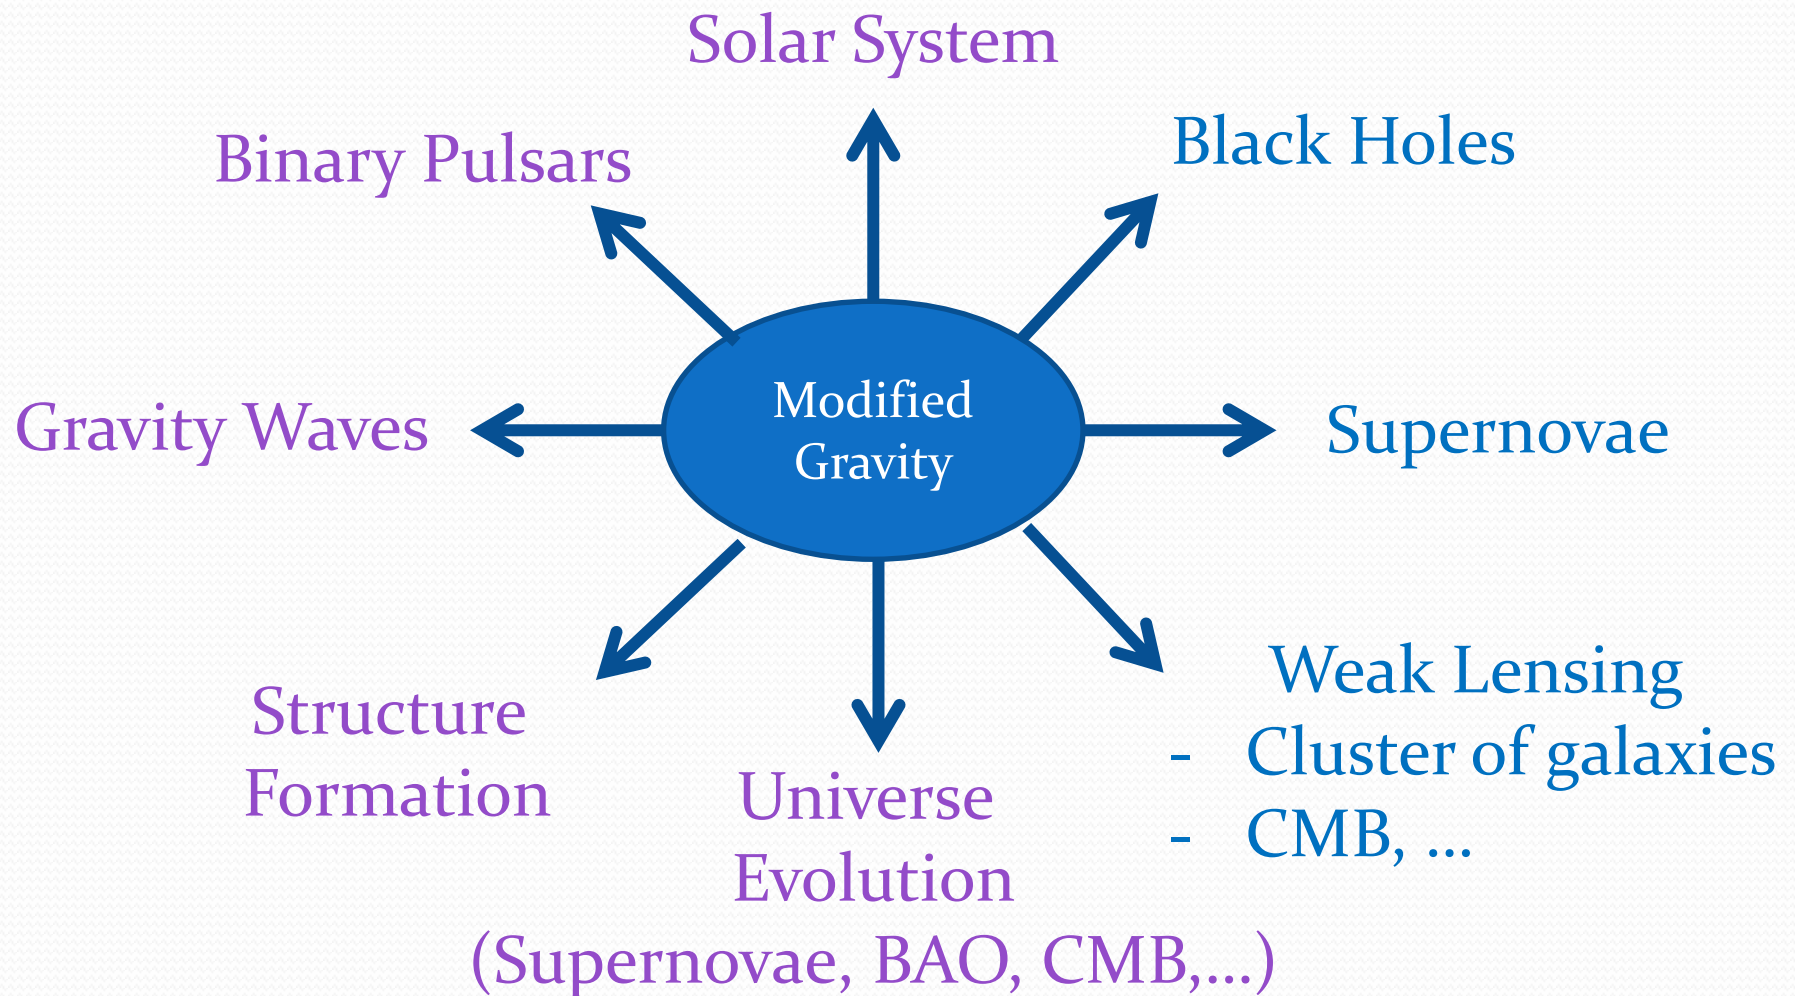 Solar System
Binary Pulsars
Black Holes
Modified
Gravity
Gravity Waves
Supernovae
Structure
Formation
Universe
Evolution
(Supernovae, BAO, CMB,...)
Weak Lensing
- Cluster of galaxies
- CMB, ...